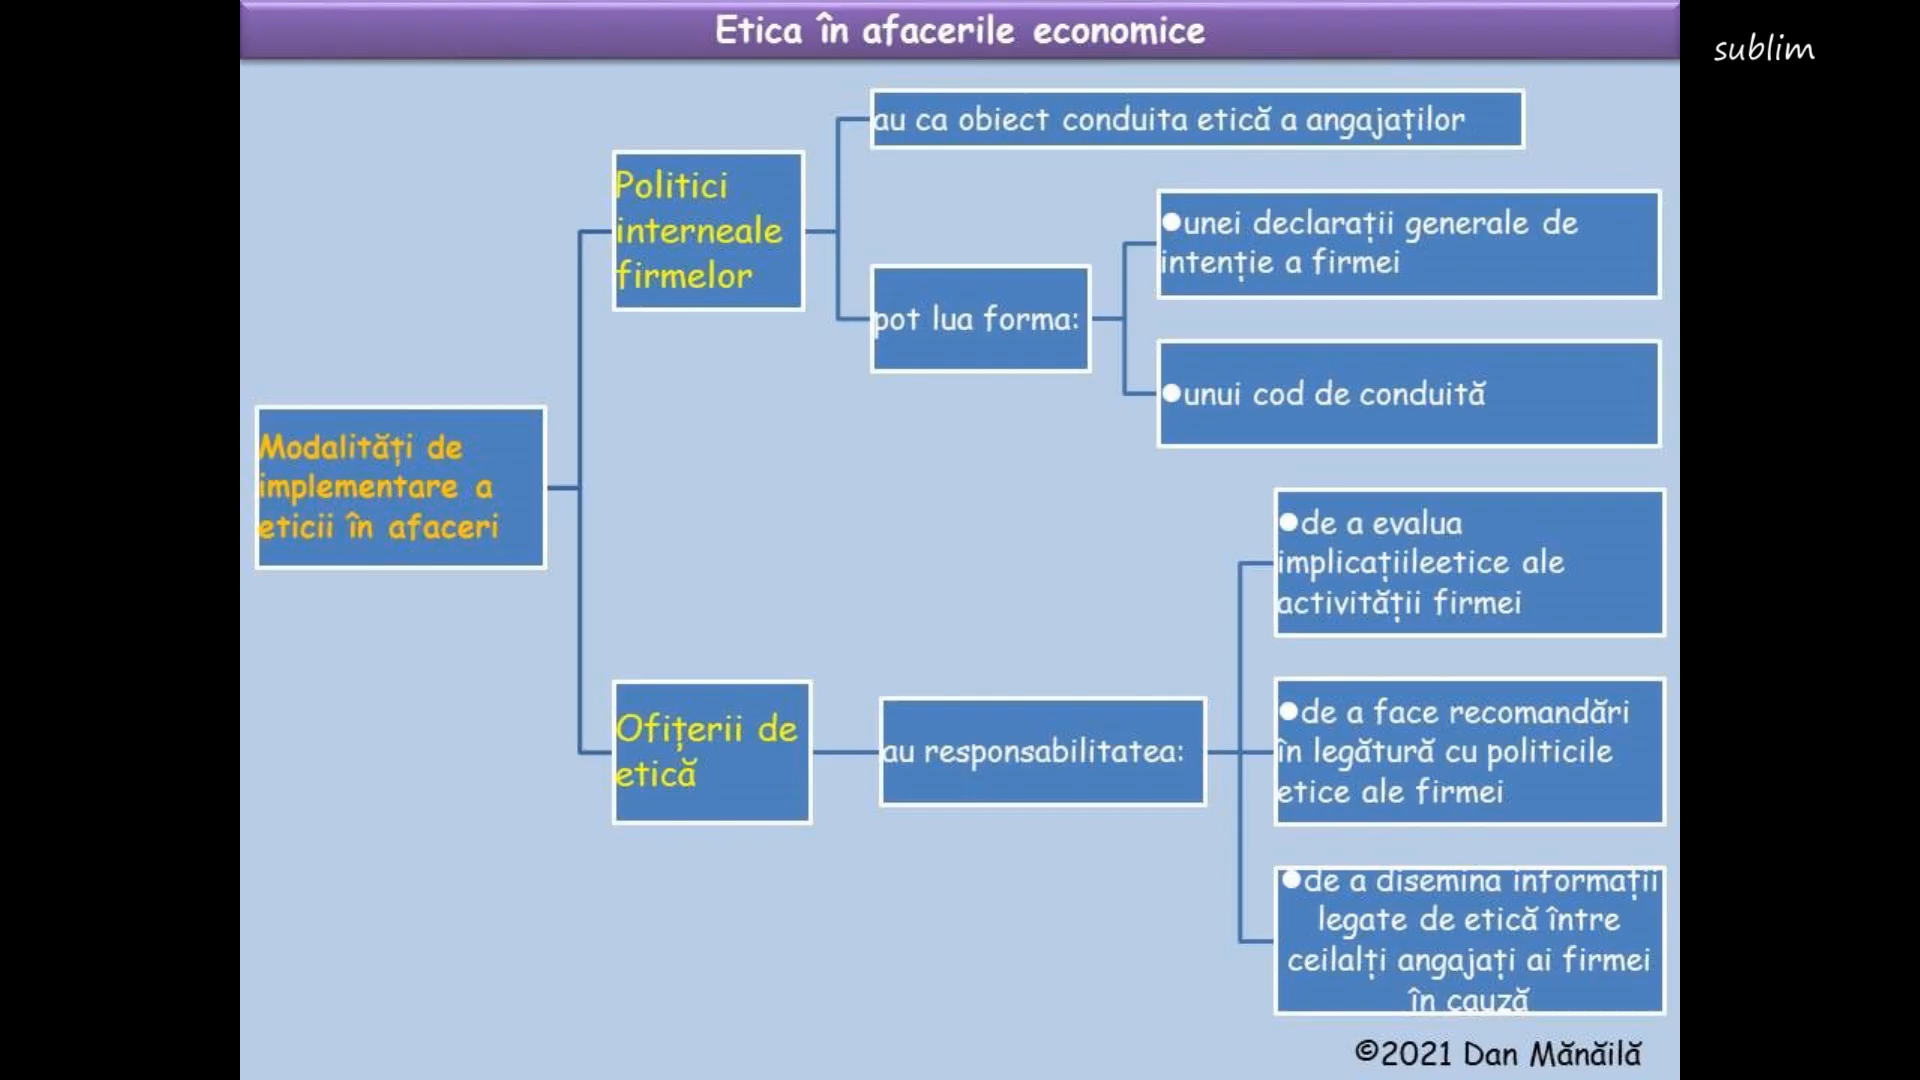 Etica în afacerile economice
sublim
au ca obiect conduita etică a angajaților
Politici
interneale
firmelor
●unei declarații generale de
intenție a firmei
pot lua forma:
●unui cod de conduită
Modalități de
implementare a
eticii în afaceri
●de a evalua
implicațiileetice ale
activității firmei
Ofițerii de
etică
au responsabilitatea:
●de a face recomandări
în legătură cu politicile
etice ale firmei
●de a disemina informații
legate de etică între
ceilalți angajați ai firmei
în cauză
©2021 Dan Mănăilă